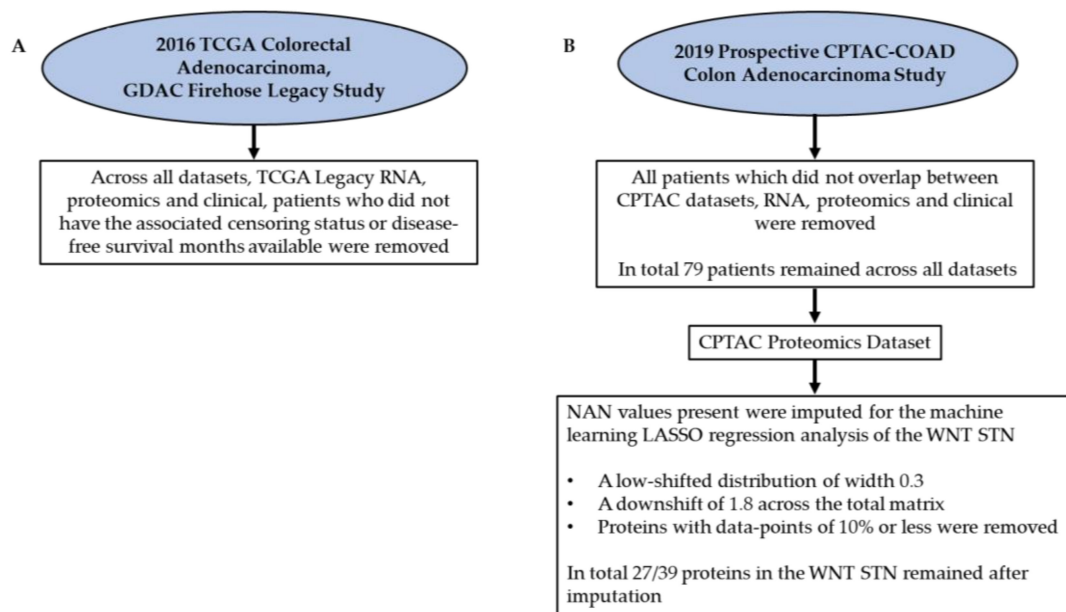 A
2016 TCGA Colorectal
Adenocarcinoma,
GDAC Firehose Legacy Study
Across all datasets, TCGA Legacy RNA,
proteomics and clinical, patients who did not
have the associated censoring status or disease-
free survival months available were removed
B
2019 Prospective CPTAC-COAD
Colon Adenocarcinoma Study
All patients which did not overlap between
CPTAC datasets, RNA, proteomics and clinical
were removed
In total 79 patients remained across all datasets
CPTAC Proteomics Dataset
NAN values present were imputed for the machine
learning LASSO regression analysis of the WNT STN
• A low-shifted distribution of width 0.3
• A downshift of 1.8 across the total matrix
• Proteins with data-points of 10% or less were removed
In total 27/39 proteins in the WNT STN remained after
imputation